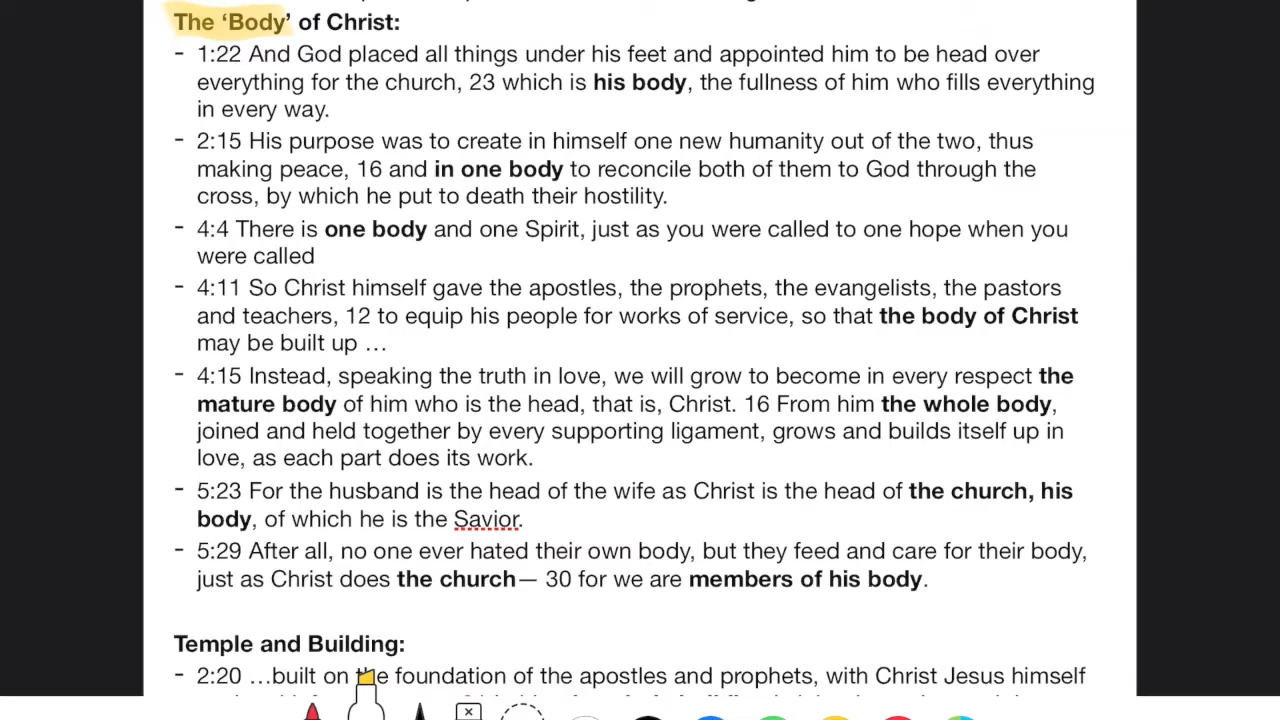 The ‘Body’ of Christ:
- 1:22 And God placed all things under his feet and appointed him to be head over
everything for the church, 23 which is his body, the fullness of him who fills everything
in every way.
- 2:15 His purpose was to create in himself one new humanity out of the two, thus
making peace, 16 and in one body to reconcile both of them to God through the
cross, by which he put to death their hostility.
- 4:4 There is one body and one Spirit, just as you were called to one hope when you
were called
- 4:11 So Christ himself gave the apostles, the prophets, the evangelists, the pastors
and teachers, 12 to equip his people for works of service, so that the body of Christ
may be built up …
- 4:15 Instead, speaking the truth in love, we will grow to become in every respect the
mature body of him who is the head, that is, Christ. 16 From him the whole body,
joined and held together by every supporting ligament, grows and builds itself up in
love, as each part does its work.
- 5:23 For the husband is the head of the wife as Christ is the head of the church, his
body, of which he is the Savior.
- 5:29 After all, no one ever hated their own body, but they feed and care for their body,
just as Christ does the church— 30 for we are members of his body.
Temple and Building:
- 2:20 …built on the foundation of the apostles and prophets, with Christ Jesus himself